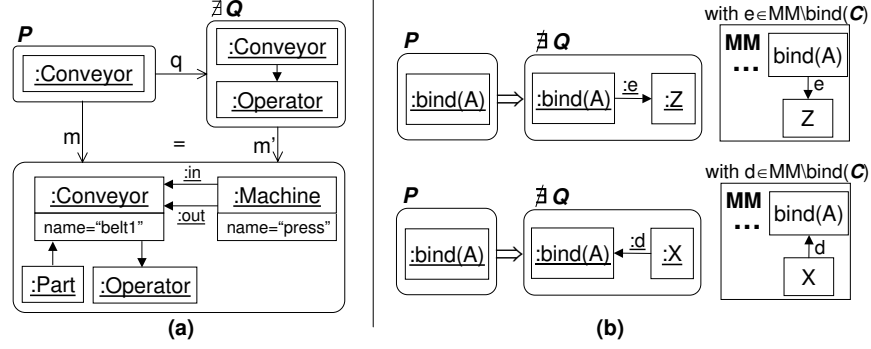 P
∄ Q
:Conveyor
q
:Conveyor
:Operator
m
=
m'
:Conveyor
name="belt1"
:in
:out
:Machine
name="press"
:Part
:Operator
(a)
P
:bind(A)
∄ Q
:bind(A)
:e
:Z
with e∈MM\bind(C)
MM
...
bind(A)
e
Z
P
:bind(A)
∄ Q
:bind(A)
:d
:X
with d∈MM\bind(C)
MM
...
bind(A)
d
X
(b)